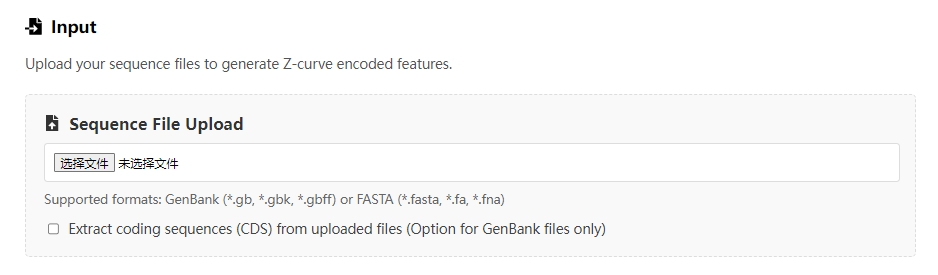 Input
Upload your sequence files to generate Z-curve encoded features.
Sequence File Upload
选择文件 未选择文件
Supported formats: GenBank (*.gb, *.gbk, *.gbff) or FASTA (*.fasta, *.fa, *.fna)
Extract coding sequences (CDS) from uploaded files (Option for GenBank files only)